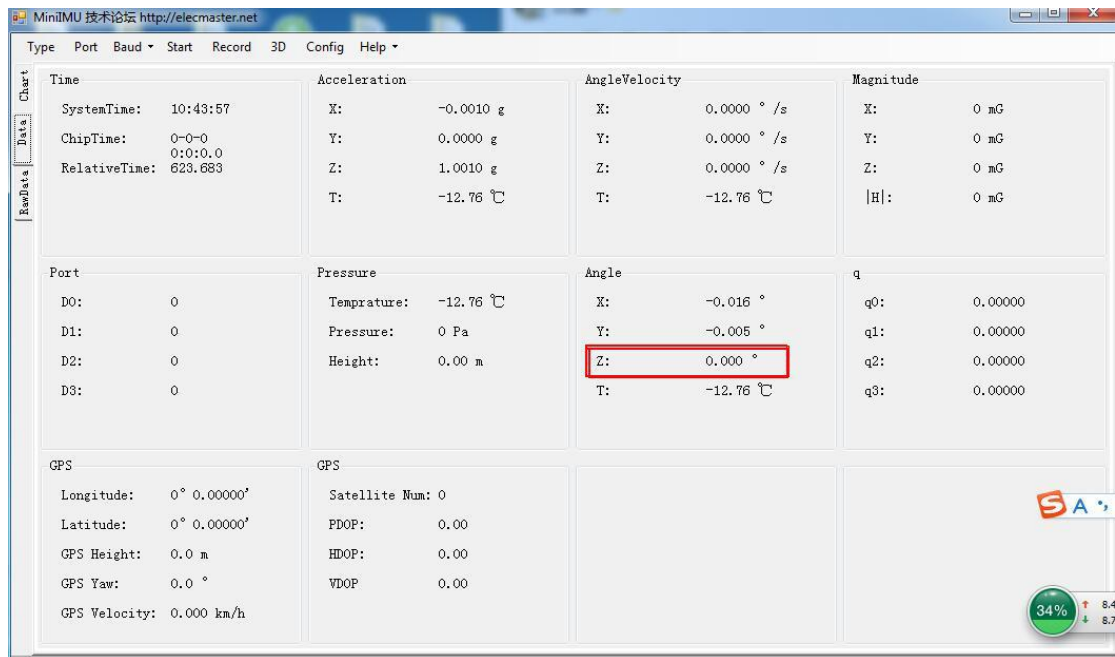 MiniIMU 技术论坛 http://elecmaster.net
Type Port Baud Start Record 3D Config Help
Chart
Data
RawData
Time
SystemTime: 10:43:57
ChipTime: 0-0-0
0:0:0.0
RelativeTime: 623.683
Acceleration
X: -0.0010 g
Y: 0.0000 g
Z: 1.0010 g
T: -12.76 ℃
AngleVelocity
X: 0.0000 °/s
Y: 0.0000 °/s
Z: 0.0000 °/s
T: -12.76 ℃
Magnitude
X: 0 mG
Y: 0 mG
Z: 0 mG
|H|: 0 mG
Port
D0: 0
D1: 0
D2: 0
D3: 0
Pressure
Temprature: -12.76 ℃
Pressure: 0 Pa
Height: 0.00 m
Angle
X: -0.016 °
Y: -0.005 °
Z: 0.000 °
T: -12.76 ℃
q
q0: 0.00000
q1: 0.00000
q2: 0.00000
q3: 0.00000
GPS
Longitude: 0° 0.00000'
Latitude: 0° 0.00000'
GPS Height: 0.0 m
GPS Yaw: 0.0 °
GPS Velocity: 0.000 km/h
GPS
Satellite Num: 0
PDOP: 0.00
HDOP: 0.00
VDOP 0.00
S A
34%
8.4
8.7